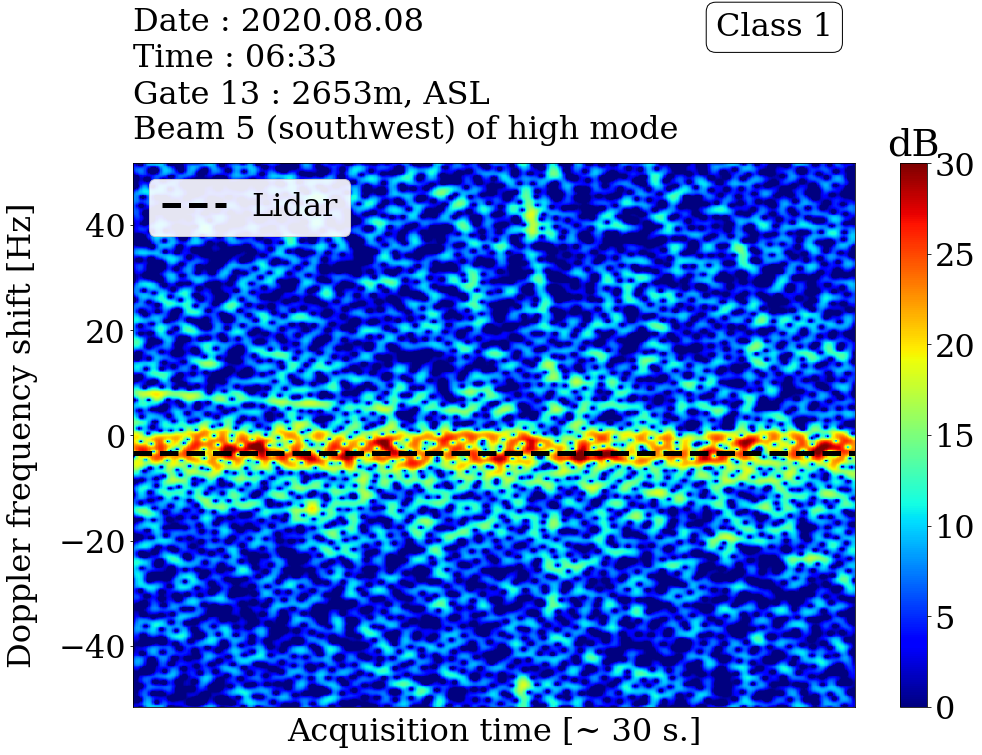 Date : 2020.08.08
Time : 06:33
Gate 13 : 2653m, ASL
Beam 5 (southwest) of high mode
Class 1
dB
Lidar
Doppler frequency shift [Hz]
40
20
0
−20
−40
Acquisition time [~ 30 s.]
30
25
20
15
10
5
0